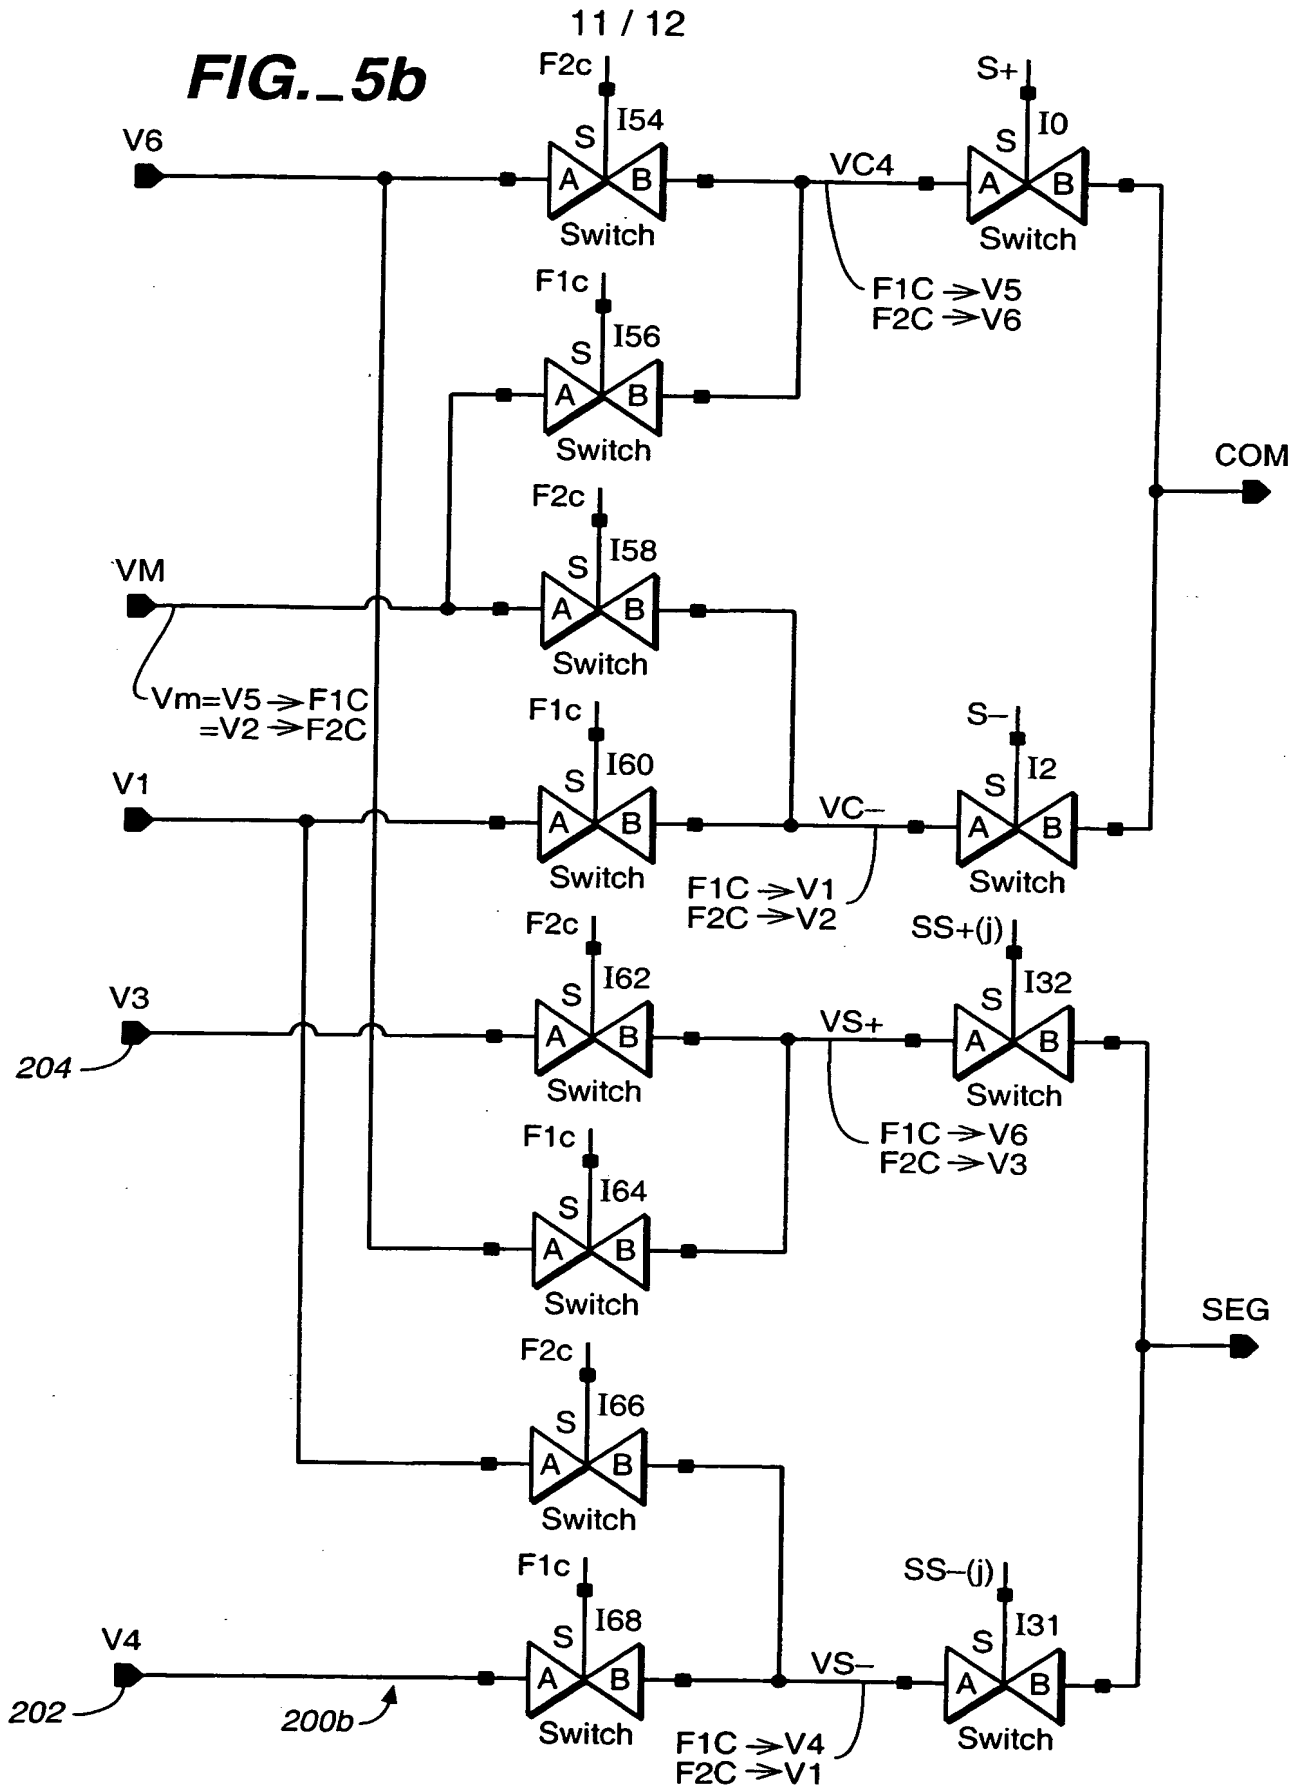 11 / 12
FIG._5b
F2c
S+
V6
I54
I0
S
S
A
B
VC4
A
B
Switch
Switch
F1c
F1C → V5
F2C → V6
I56
S
A
B
Switch
COM
F2c
I58
VM
S
A
B
Switch
Vm=V5 → F1C
=V2 → F2C
F1c
S−
I60
I2
V1
S
S
A
B
VC−
A
B
Switch
Switch
F1C → V1
F2C → V2
F2c
SS+(j)
I62
I32
V3
S
S
A
B
VS+
A
B
204
Switch
Switch
F1c
F1C → V6
F2C → V3
I64
S
A
B
Switch
SEG
F2c
I66
S
A
B
Switch
F1c
SS−(j)
I68
I31
V4
S
S
A
B
VS−
A
B
202
200b
Switch
Switch
F1C → V4
F2C → V1